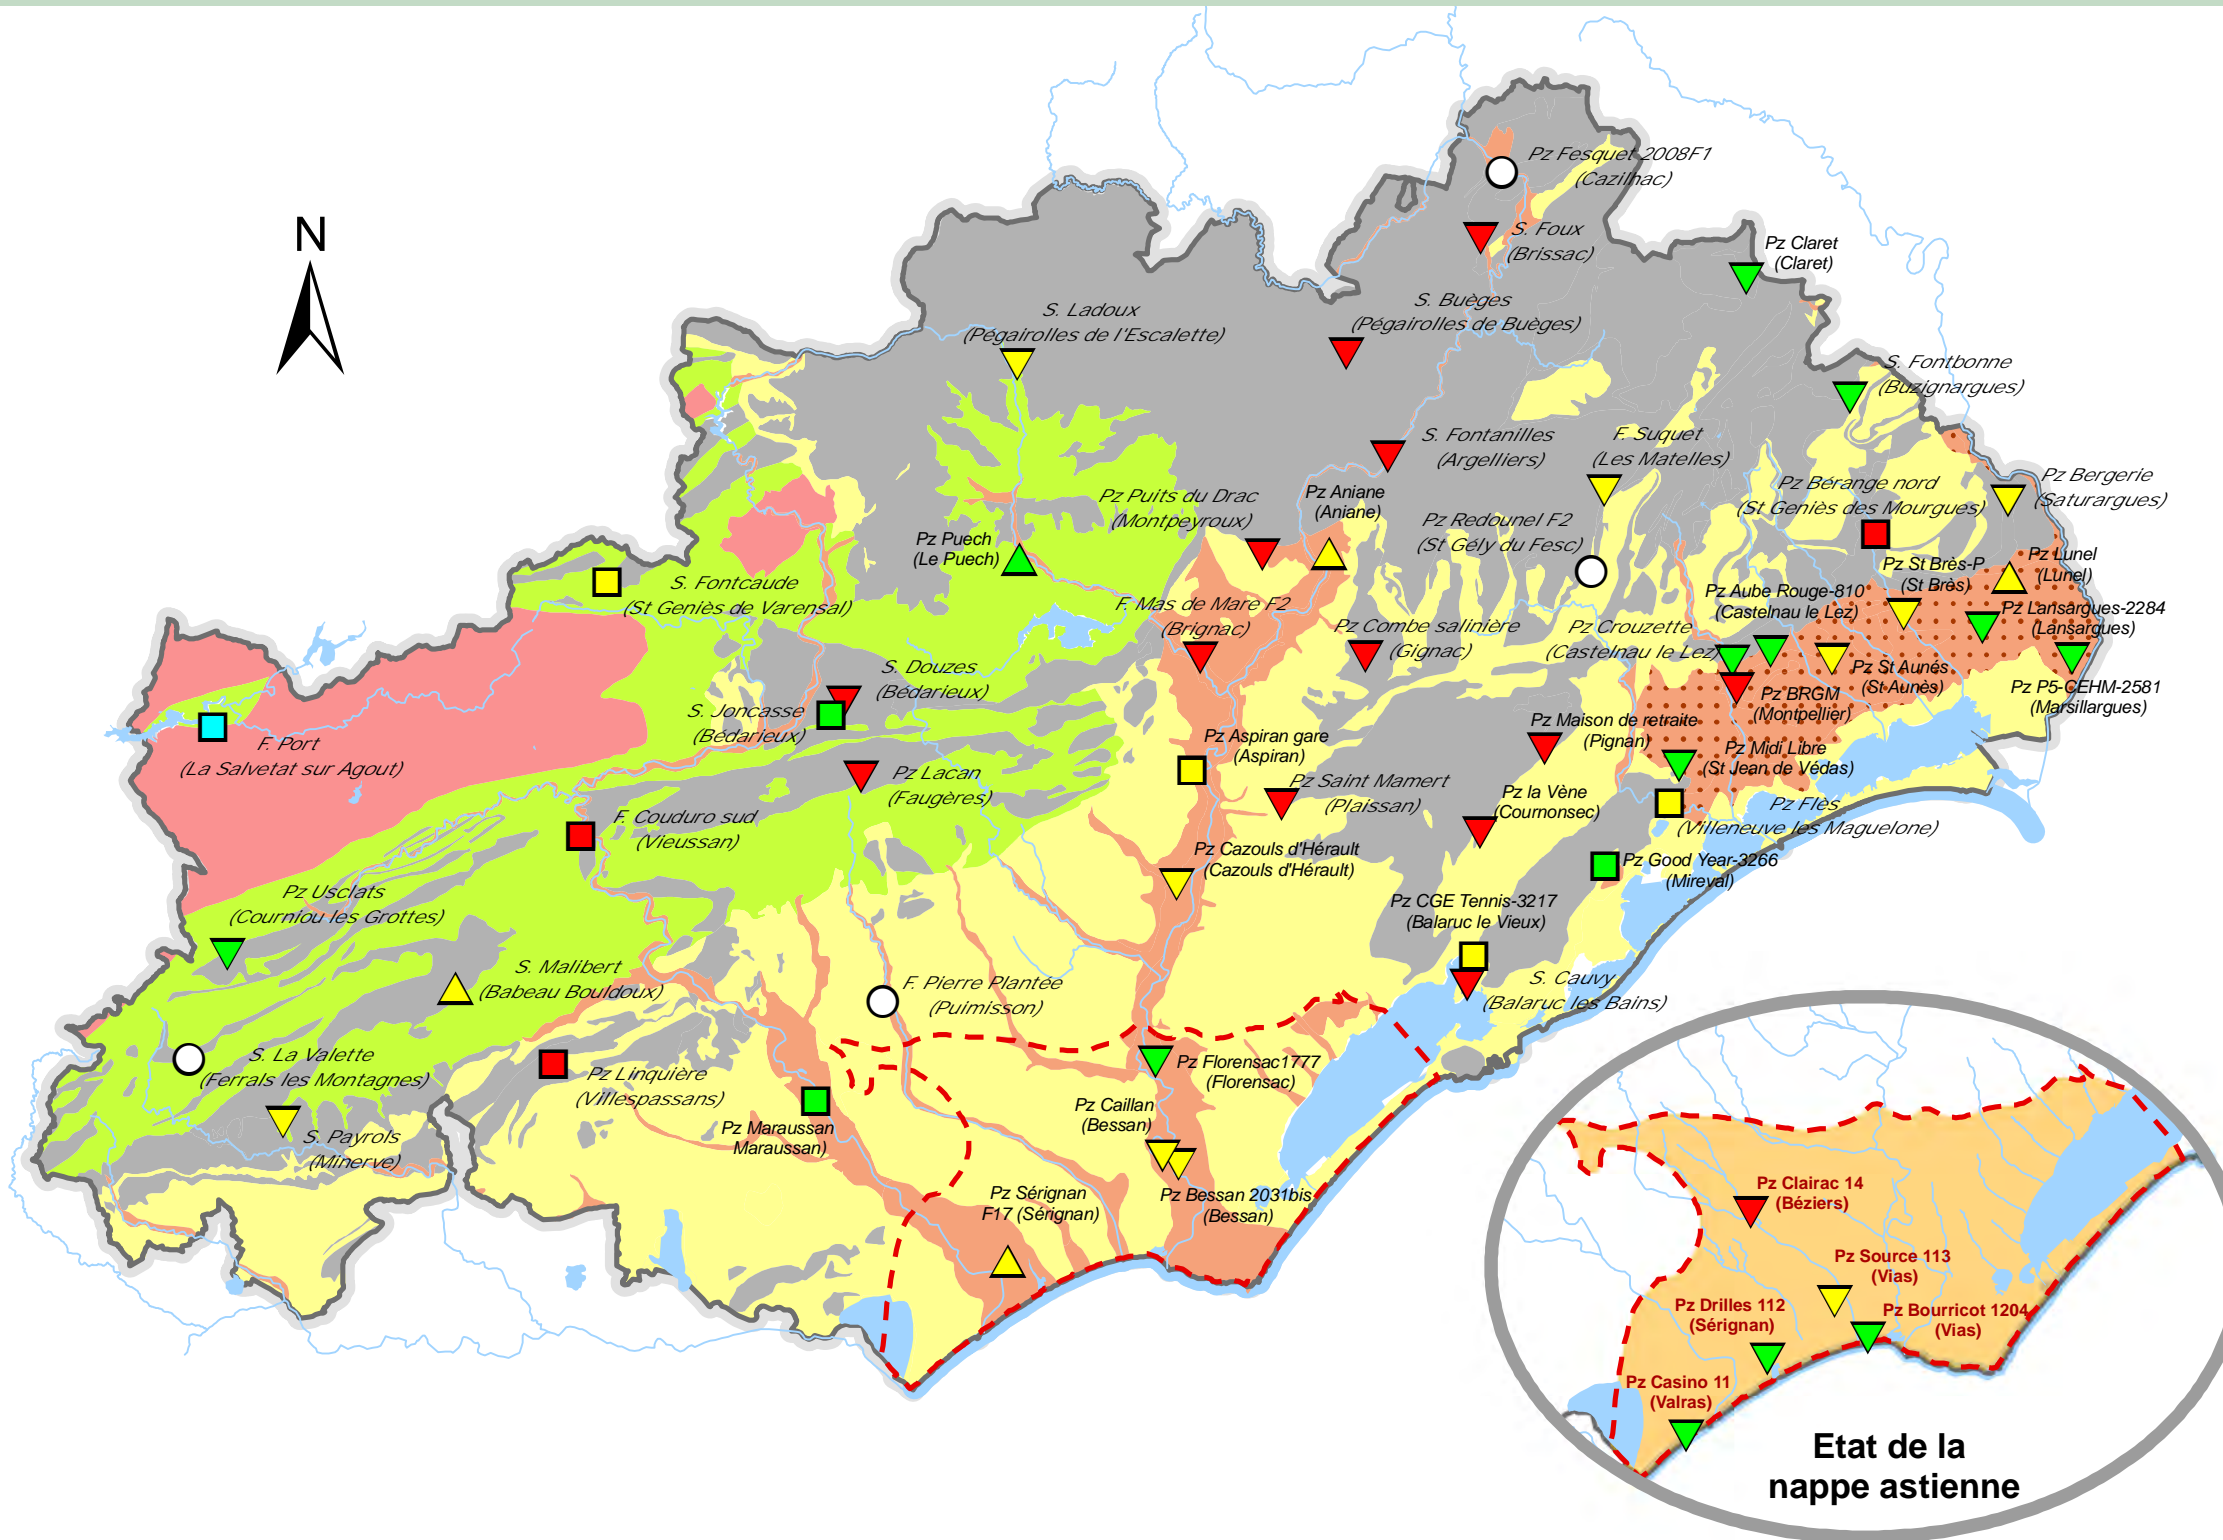 N
Pz Fesquet 2008F1
(Cazilhac)
S. Foux
(Brissac)
Pz Claret
(Claret)
S. Ladoux
(Pégairolles de l'Escalette)
S. Buèges
(Pégairolles de Buèges)
S. Fontbonne
(Buzignargues)
S. Fontanilles
(Argelliers)
F. Suquet
(Les Matelles)
Pz Bergerie
(Saturargues)
Pz Bérange nord
(St Geniès des Mourgues)
Pz Puits du Drac
(Montpeyroux)
Pz Aniane
(Aniane)
Pz Redounel F2
(St Gély du Fesc)
Pz Puech
(Le Puech)
Pz St Brès-P
(St Brès)
Pz Lunel
(Lunel)
S. Fontcaude
(St Geniès de Varensal)
Pz Aube Rouge-810
(Castelnau le Lez)
Pz Lansargues-2284
(Lansargues)
F. Mas de Mare F2
(Brignac)
Pz Combe salinière
(Gignac)
Pz Crouzette
(Castelnau le Lez)
S. Douzes
(Bédarieux)
Pz St Aunés
(St Aunès)
Pz P5-CEHM-2581
(Marsillargues)
Pz BRGM
(Montpellier)
S. Joncasse
(Bédarieux)
Pz Maison de retraite
(Pignan)
F. Port
(La Salvetat sur Agout)
Pz Aspiran gare
(Aspiran)
Pz Midi Libre
(St Jean de Védas)
Pz Lacan
(Faugères)
Pz Saint Mamert
(Plaissan)
Pz la Vène
(Cournonsec)
Pz Flès
(Villeneuve les Maguelone)
F. Couduro sud
(Vieussan)
Pz Cazouls d'Hérault
(Cazouls d'Hérault)
Pz Good Year-3266
(Mireval)
Pz Usclats
(Courniou les Grottes)
Pz CGE Tennis-3217
(Balaruc le Vieux)
S. Malibert
(Babeau Bouldoux)
F. Pierre Plantée
(Puimisson)
S. Cauvy
(Balaruc les Bains)
S. La Valette
(Ferrals les Montagnes)
Pz Linquière
(Villespassans)
Pz Florensac1777
(Florensac)
Pz Caillan
(Bessan)
Pz Maraussan
Maraussan)
S. Payrols
(Minerve)
Pz Sérignan
F17 (Sérignan)
Pz Bessan 2031bis
(Bessan)
Pz Clairac 14
(Béziers)
Pz Source 113
(Vias)
Pz Drilles 112
(Sérignan)
Pz Bourricot 1204
(Vias)
Pz Casino 11
(Valras)
Etat de la
nappe astienne